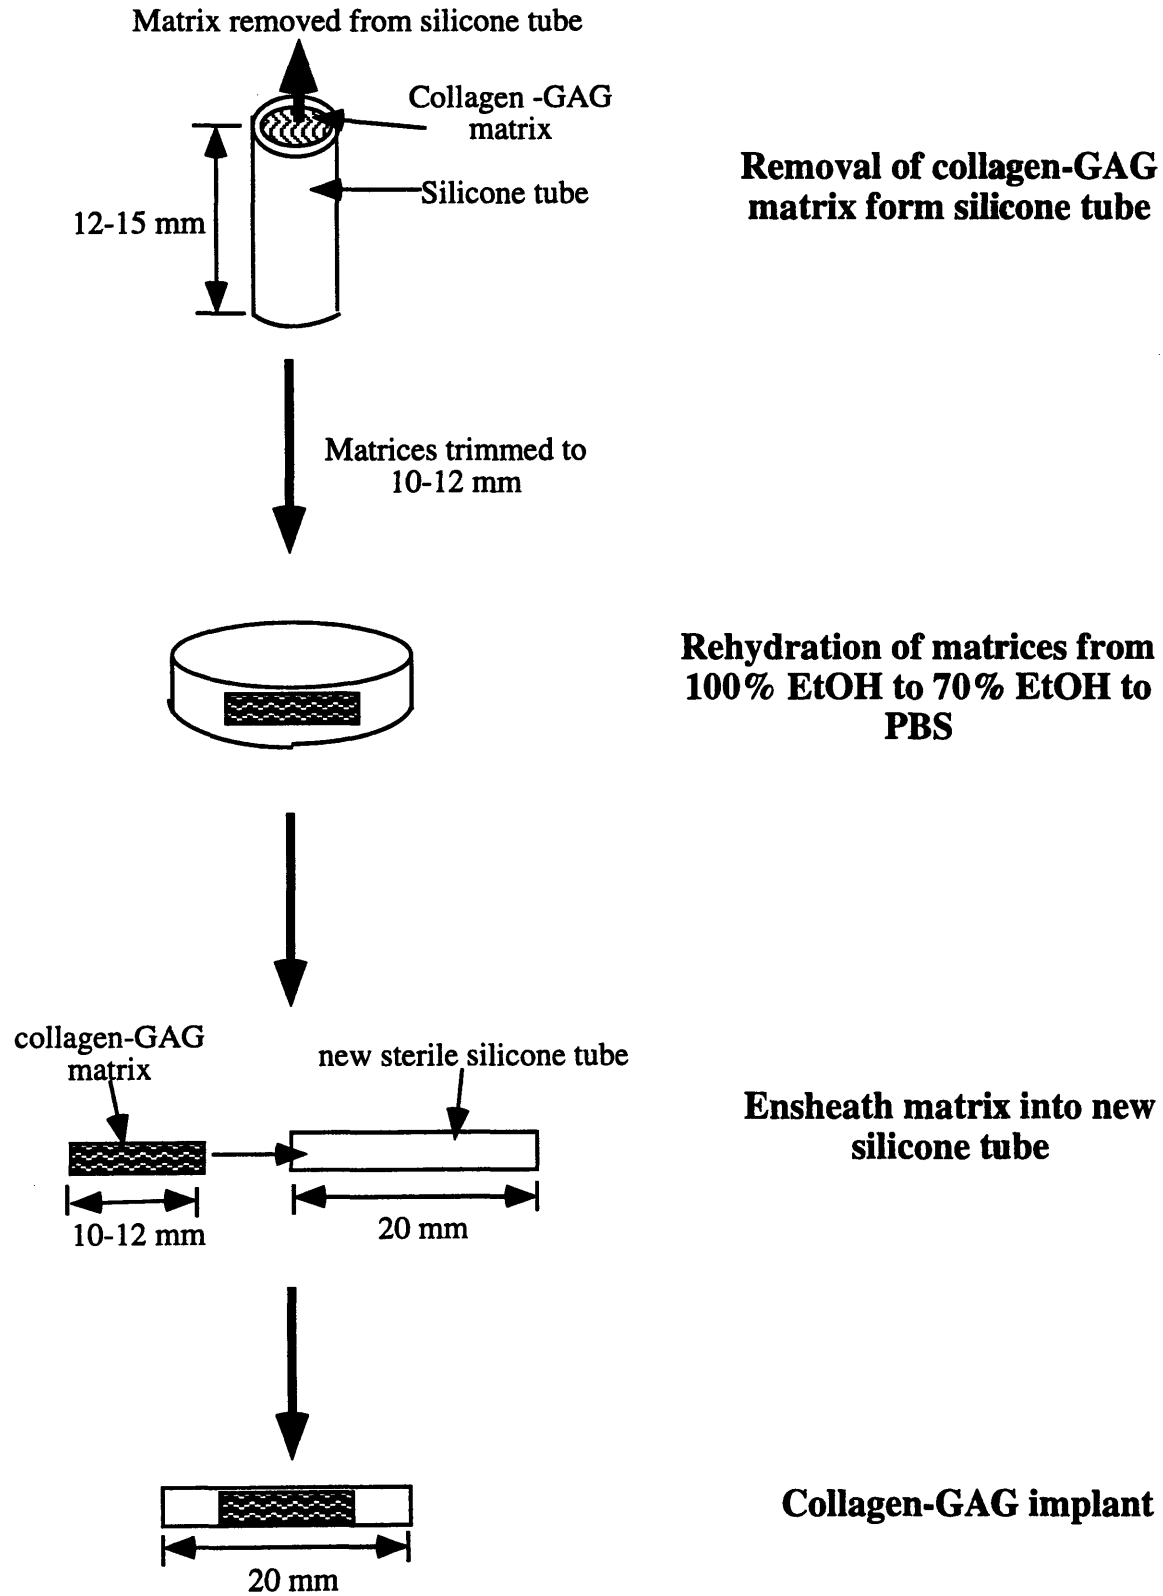 Matrix removed from silicone tube
Collagen -GAG
matrix
Silicone tube
12-15 mm
Removal of collagen-GAG
matrix form silicone tube
Matrices trimmed to
10-12 mm
Rehydration of matrices from
100% EtOH to 70% EtOH to
PBS
collagen-GAG
matrix
new sterile silicone tube
10-12 mm
20 mm
Ensheath matrix into new
silicone tube
Collagen-GAG implant
20 mm